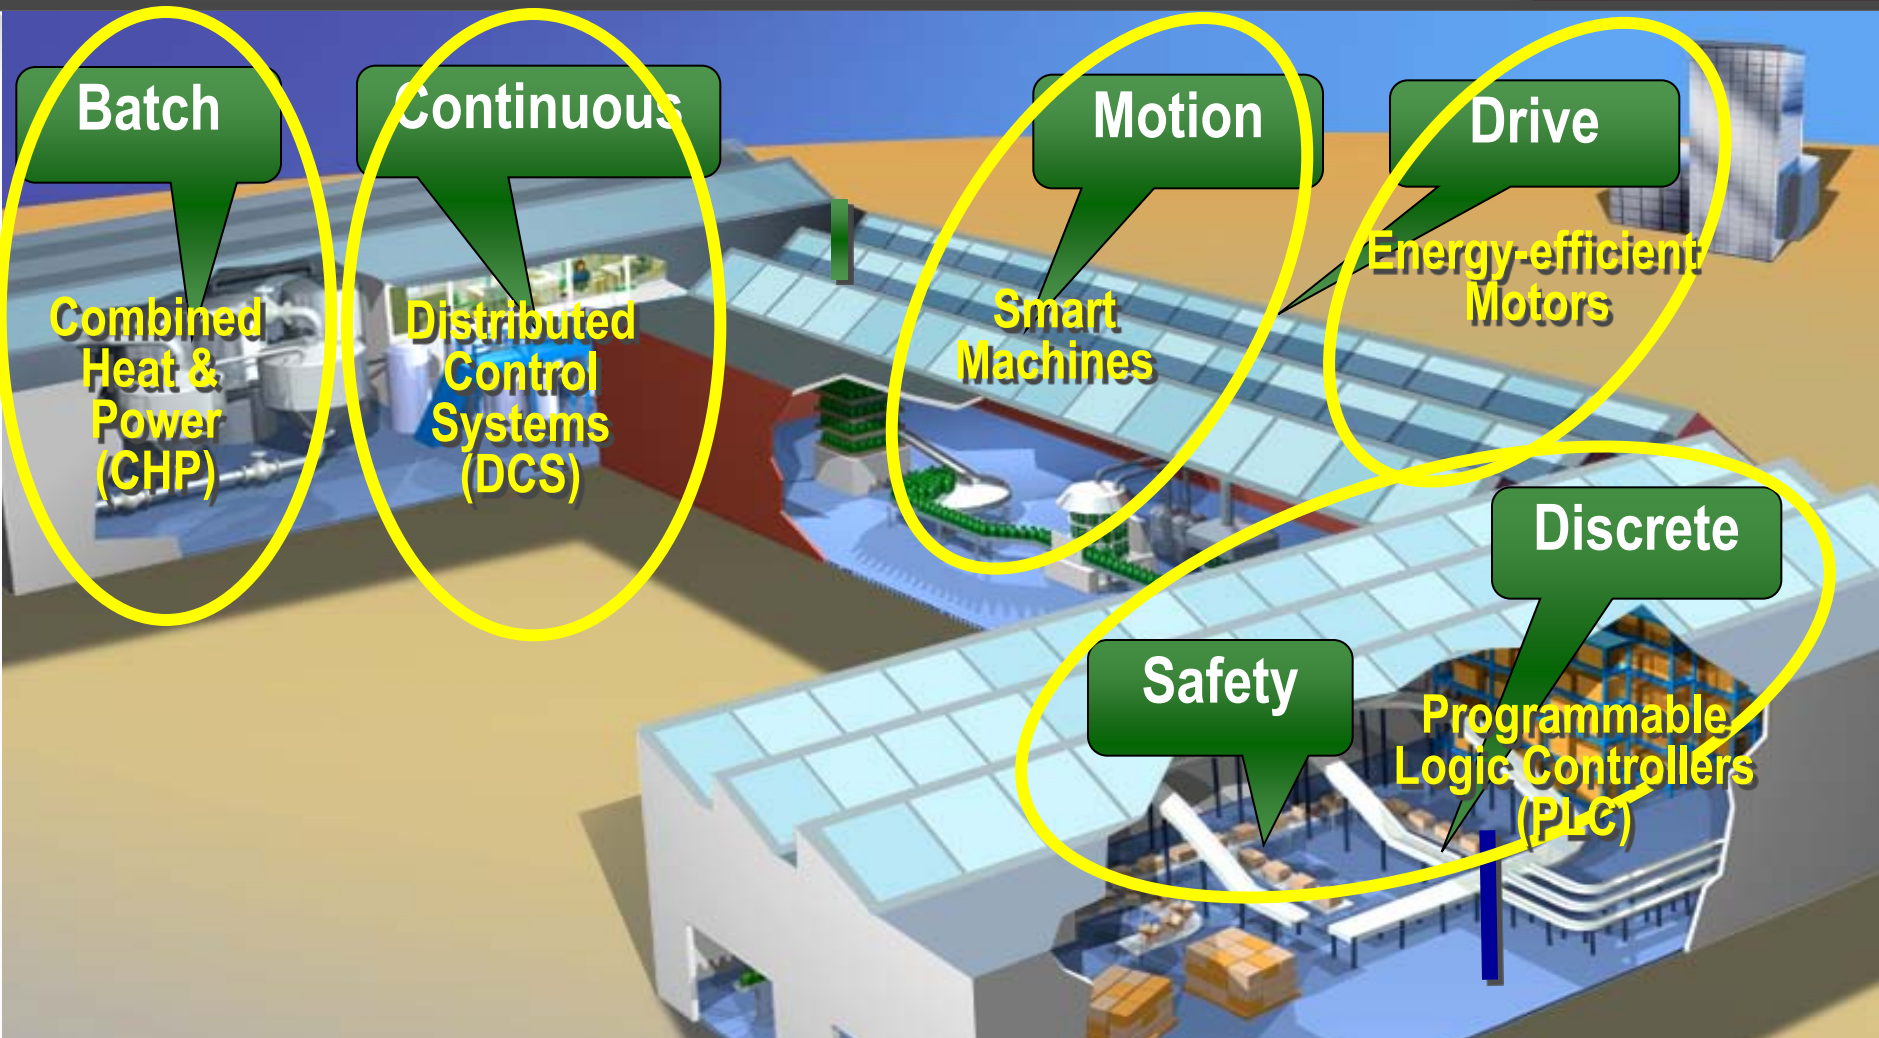 Batch
Combined
Heat &
Power
(CHP)
Continuous
Distributed
Control
Systems
(DCS)
Motion
Smart
Machines
Drive
Energy-efficient
Motors
Safety
Discrete
Programmable
Logic Controllers
(PLC)